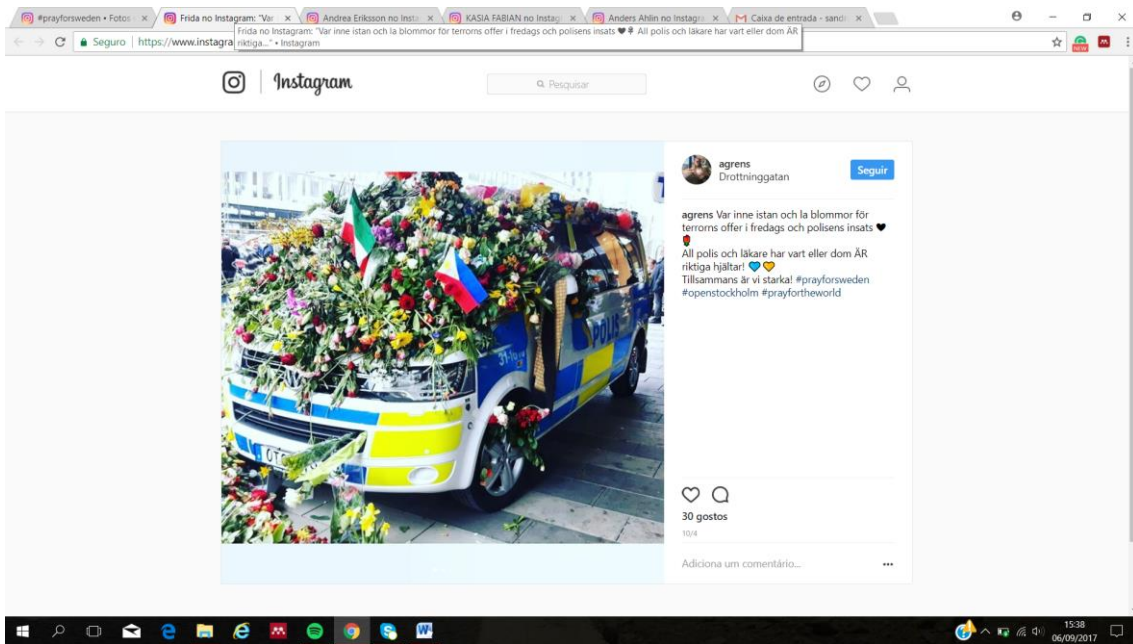 #prayforsweden • Fotos
Frida no Instagram: "Var
Andrea Eriksson no Insta
KASIA FABIAN no Instag
Anders Ahlin no Instagra
Caixa de entrada - sand
Frida no Instagram: "Var inne istan och la blommor för terrorns offer i fredags och polisens insats ♥🌹 All polis och läkare har vart eller dom ÄR
riktiga..." • Instagram
Seguro | https://www.instagra
NEW
Instagram
Pesquisar
agrens
Drottninggatan
Seguir
agrens Var inne istan och la blommor för
terrorns offer i fredags och polisens insats 🖤
🌹
All polis och läkare har vart eller dom ÄR
riktiga hjältar! 💙 💛
Tillsammans är vi starka! #prayforsweden
#openstockholm #prayfortheworld
POLIS
30 gostos
10/4
Adiciona um comentário...
15:38
06/09/2017